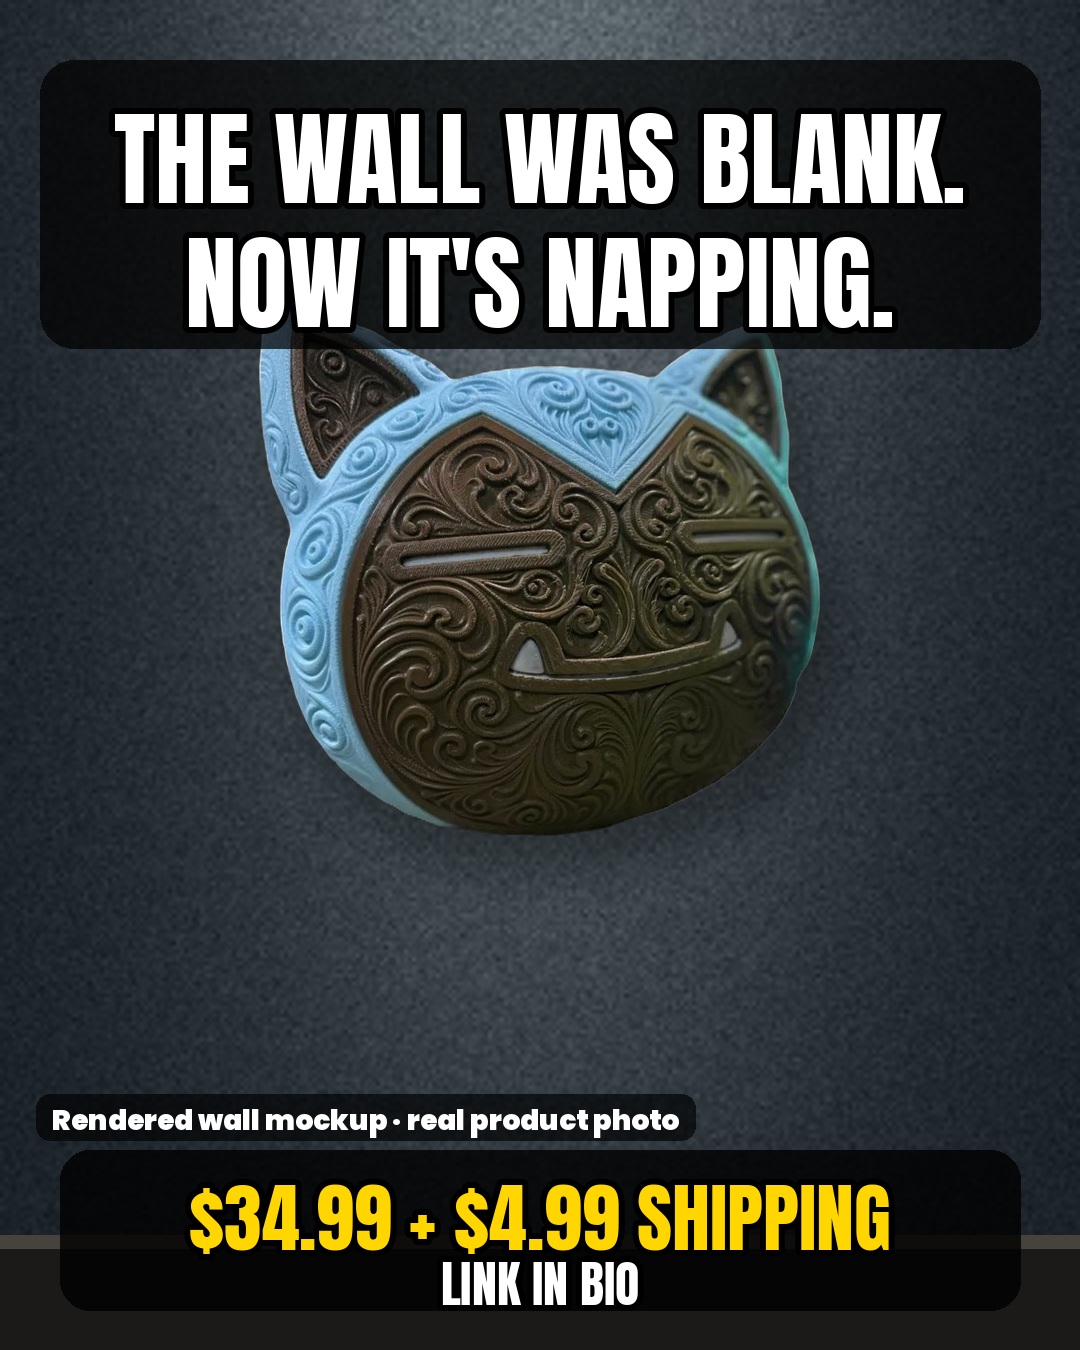 THE WALL WAS BLANK.
NOW IT'S NAPPING.
Rendered wall mockup · real product photo
$34.99 + $4.99 SHIPPING
LINK IN BIO